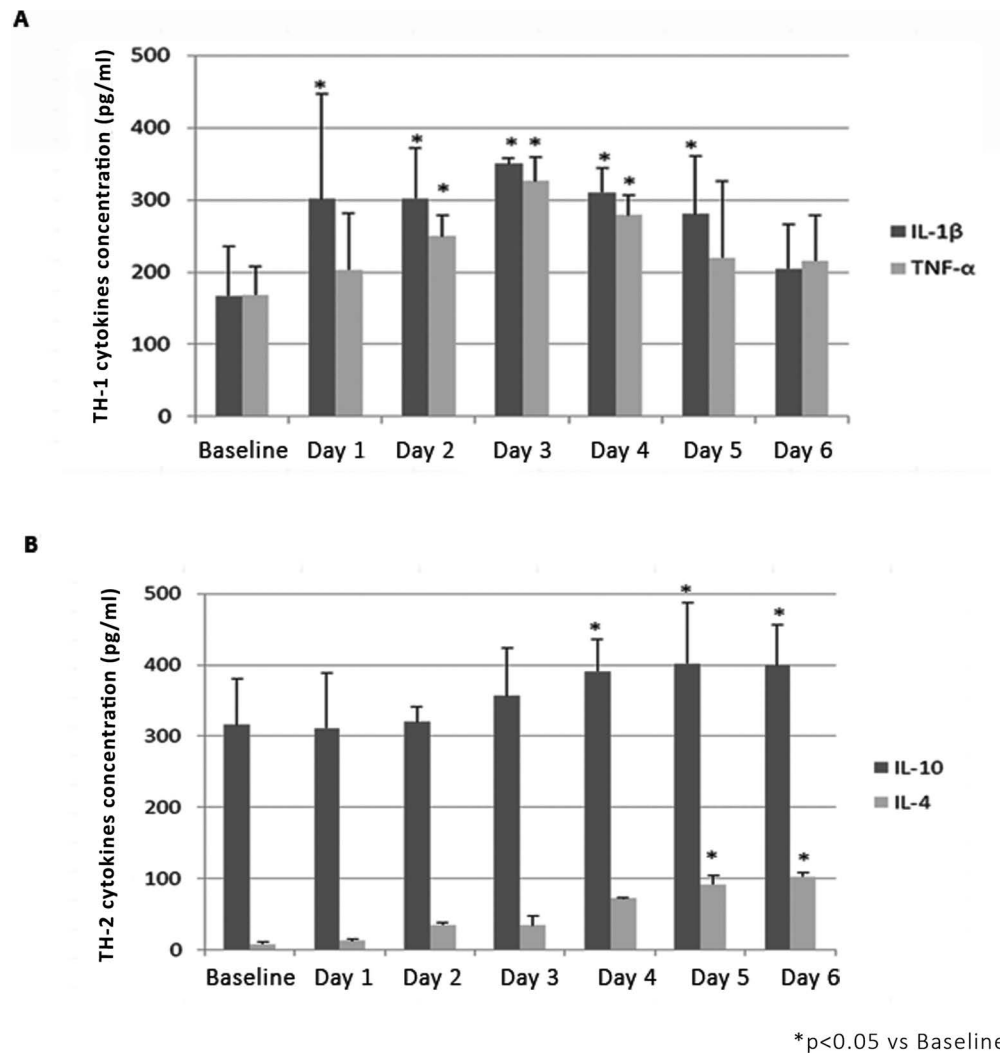 A
TH-1 cytokines concentration (pg/ml)
500
400
300
200
100
0
* * * * * * * *
Baseline Day 1 Day 2 Day 3 Day 4 Day 5 Day 6
IL-1β
TNF-α
B
TH-2 cytokines concentration (pg/ml)
500
400
300
200
100
0
* * * * *
Baseline Day 1 Day 2 Day 3 Day 4 Day 5 Day 6
IL-10
IL-4
*p<0.05 vs Baseline